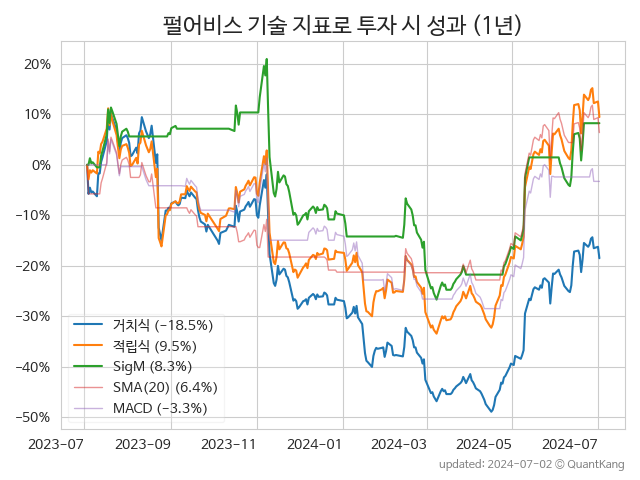 펄어비스 기술 지표로 투자 시 성과 (1년)
20%
10%
0%
−10%
−20%
−30%
−40%
−50%
거치식 (−18.5%)
적립식 (9.5%)
SigM (8.3%)
SMA(20) (6.4%)
MACD (−3.3%)
2023-07 2023-09 2023-11 2024-01 2024-03 2024-05 2024-07
updated: 2024-07-02 © QuantKang